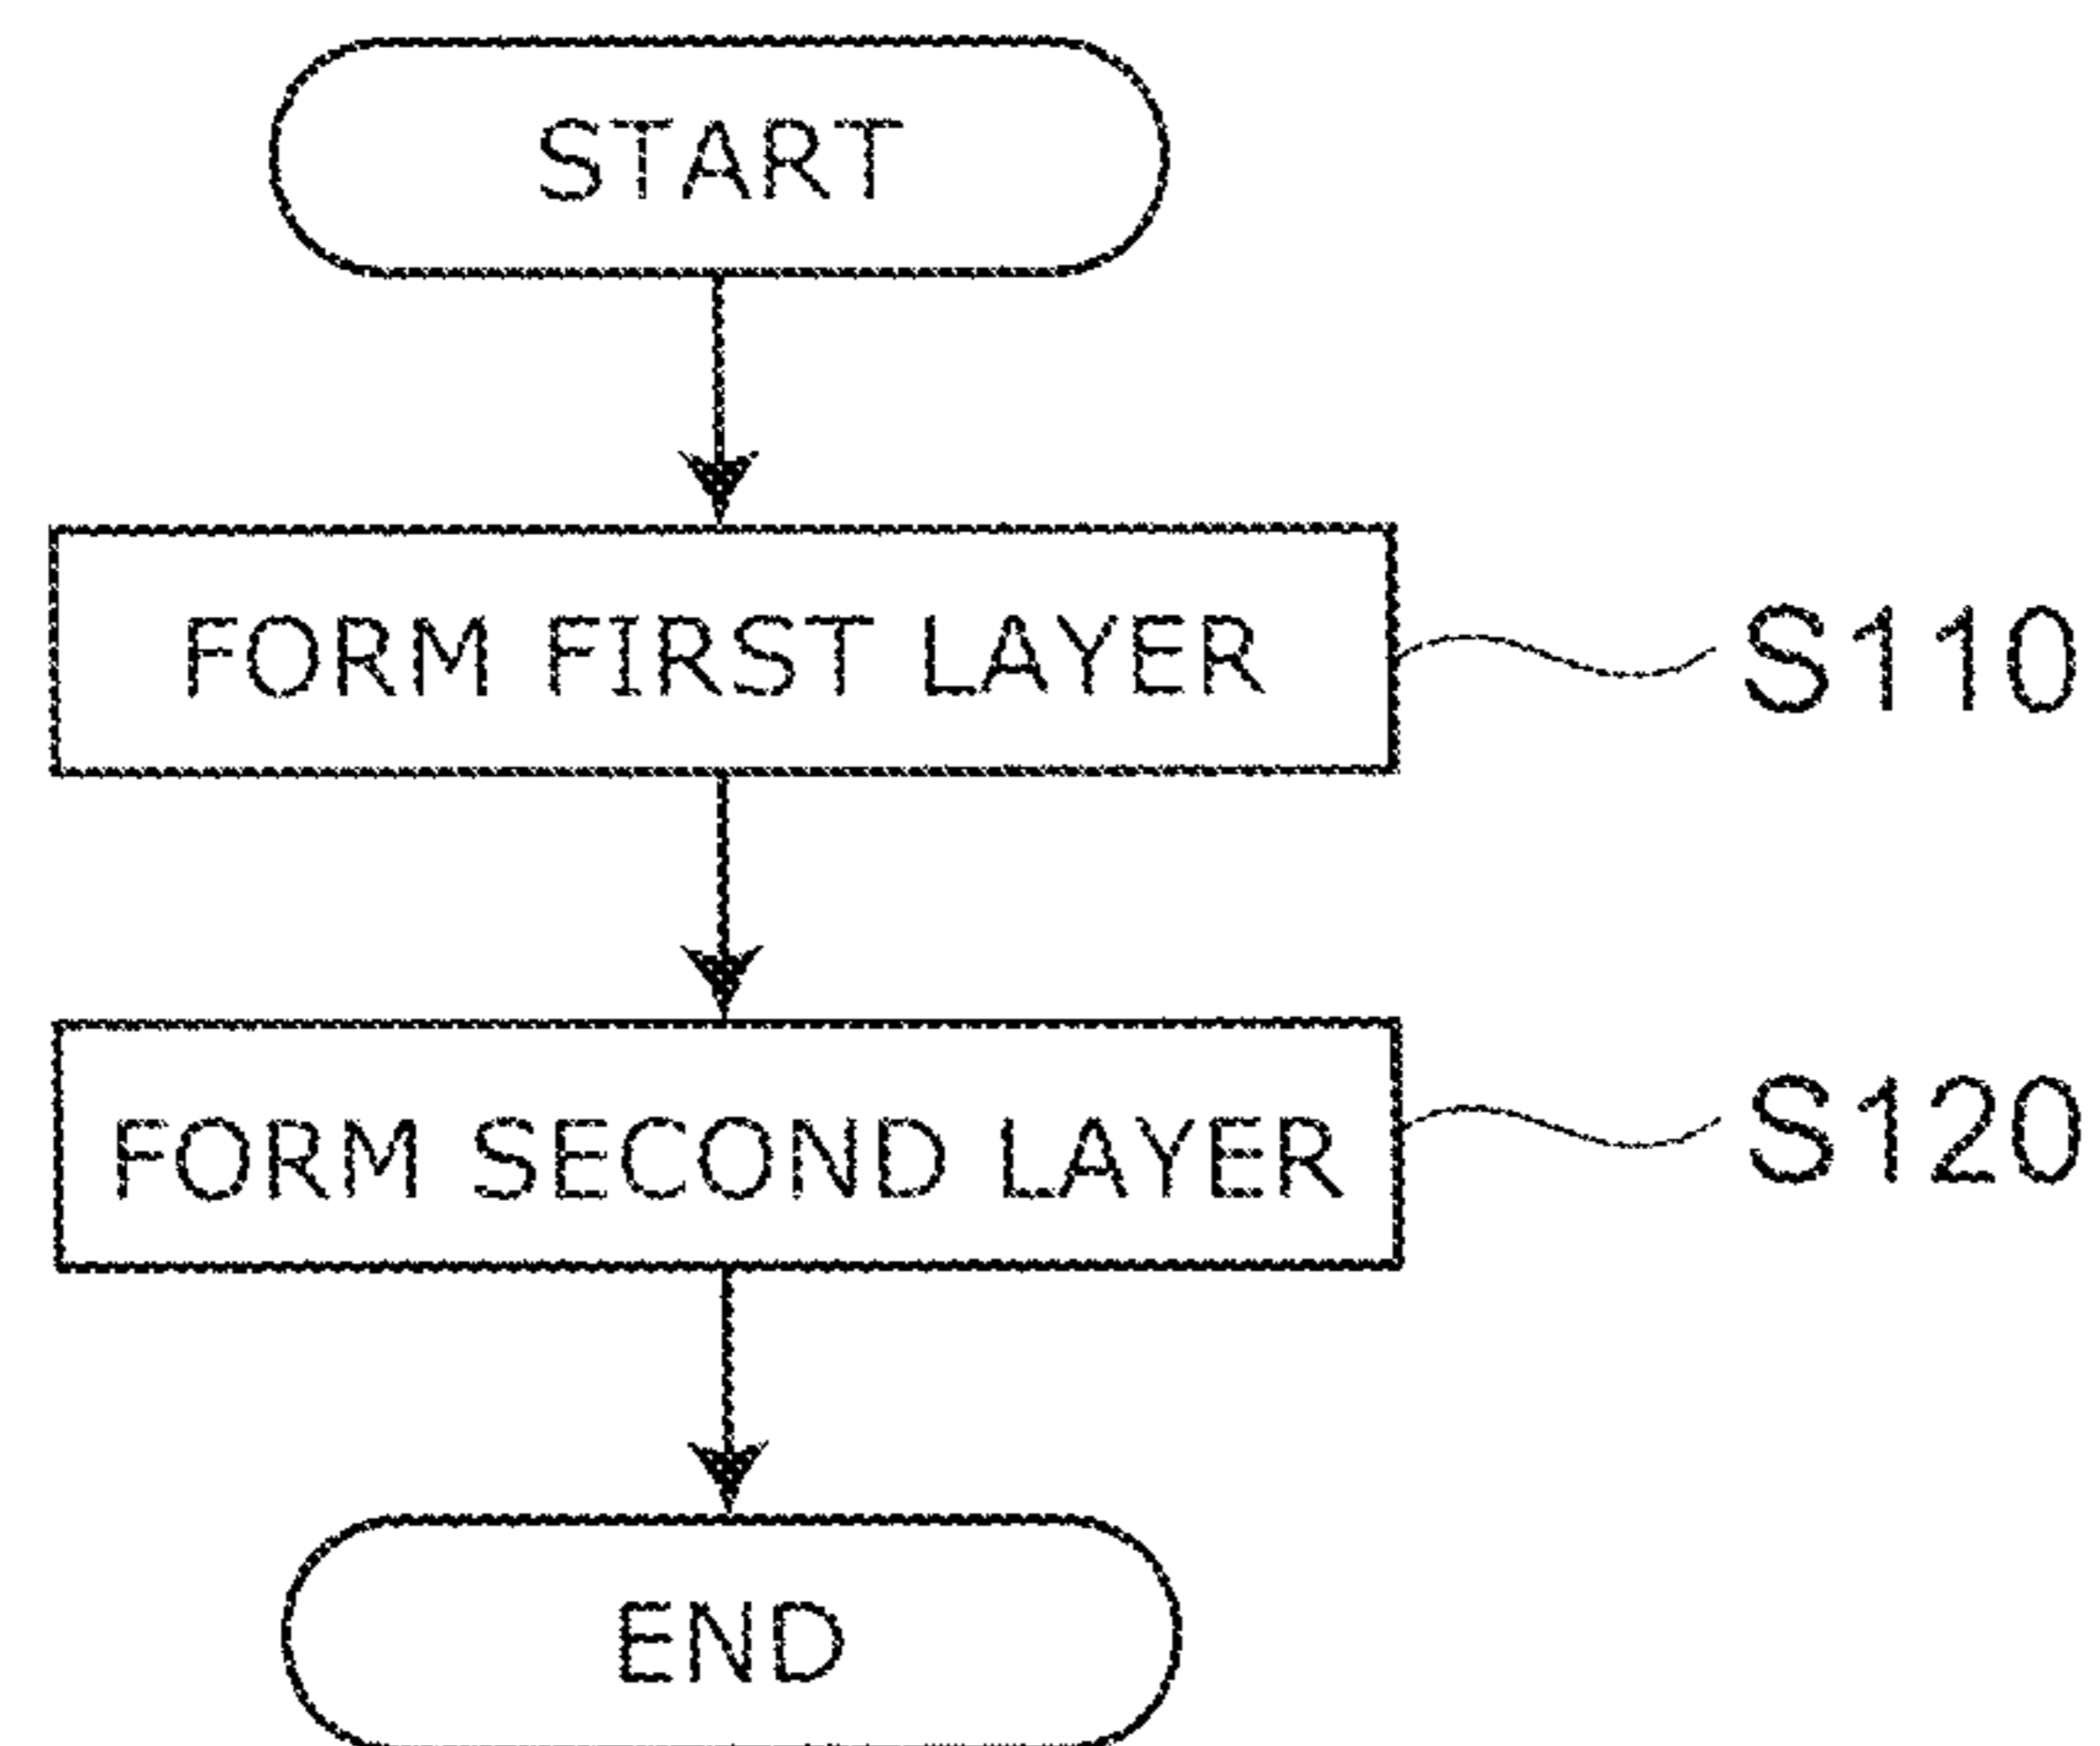 START
FORM FIRST LAYER
S110
FORM SECOND LAYER
S120
END